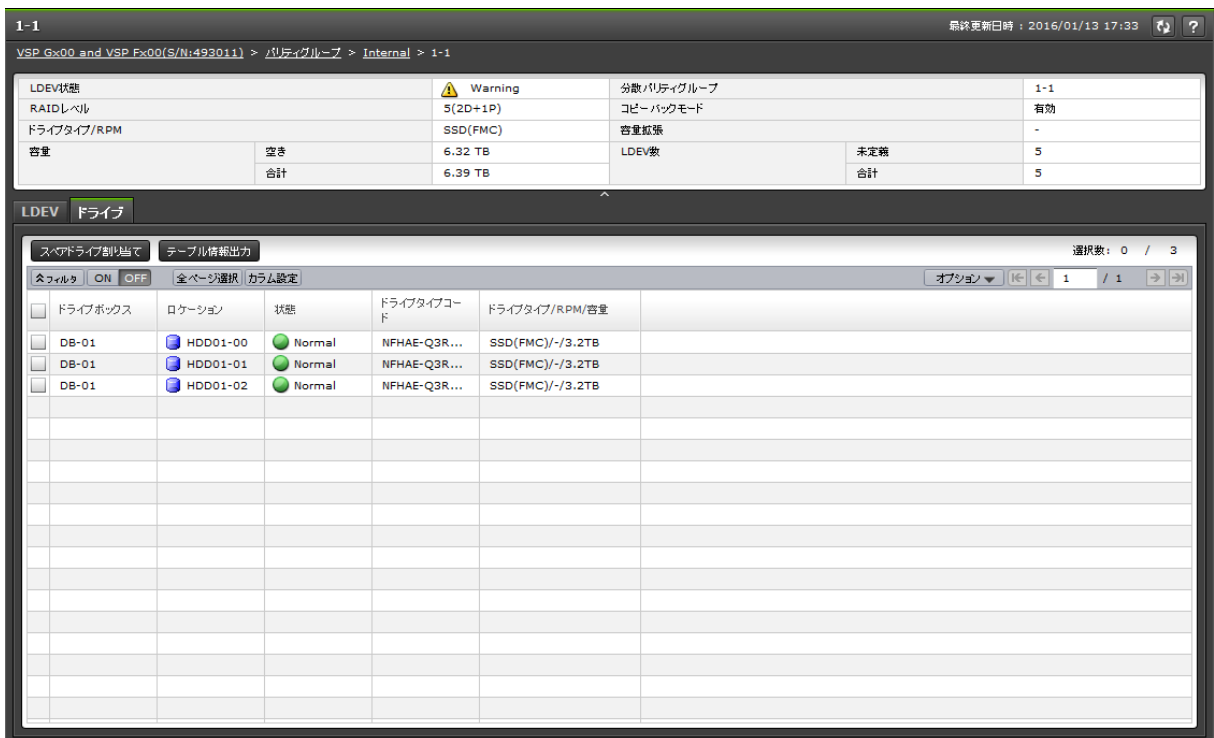 1-1 最終更新日時 : 2016/01/13 17:33 ?
VSP Gx00 and VSP Fx00(S/N:493011) > パリティグループ > Internal > 1-1
LDEV状態 Warning 分散パリティグループ 1-1
RAIDレベル 5(2D+1P) コピーバックモード 有効
ドライブタイプ/RPM SSD(FMC) 容量拡張 -
容量 空き 6.32 TB LDEV数 未定義 5
合計 6.39 TB 合計 5
LDEV ドライブ
スペアドライブ割り当て テーブル情報出力 選択数: 0 / 3
フィルタ ON OFF 全ページ選択 カラム設定 オプション 1 / 1
ドライブボックス ロケーション 状態 ドライブタイプコー
ド ドライブタイプ/RPM/容量
DB-01 HDD01-00 Normal NFHAE-Q3R... SSD(FMC)/-/3.2TB
DB-01 HDD01-01 Normal NFHAE-Q3R... SSD(FMC)/-/3.2TB
DB-01 HDD01-02 Normal NFHAE-Q3R... SSD(FMC)/-/3.2TB